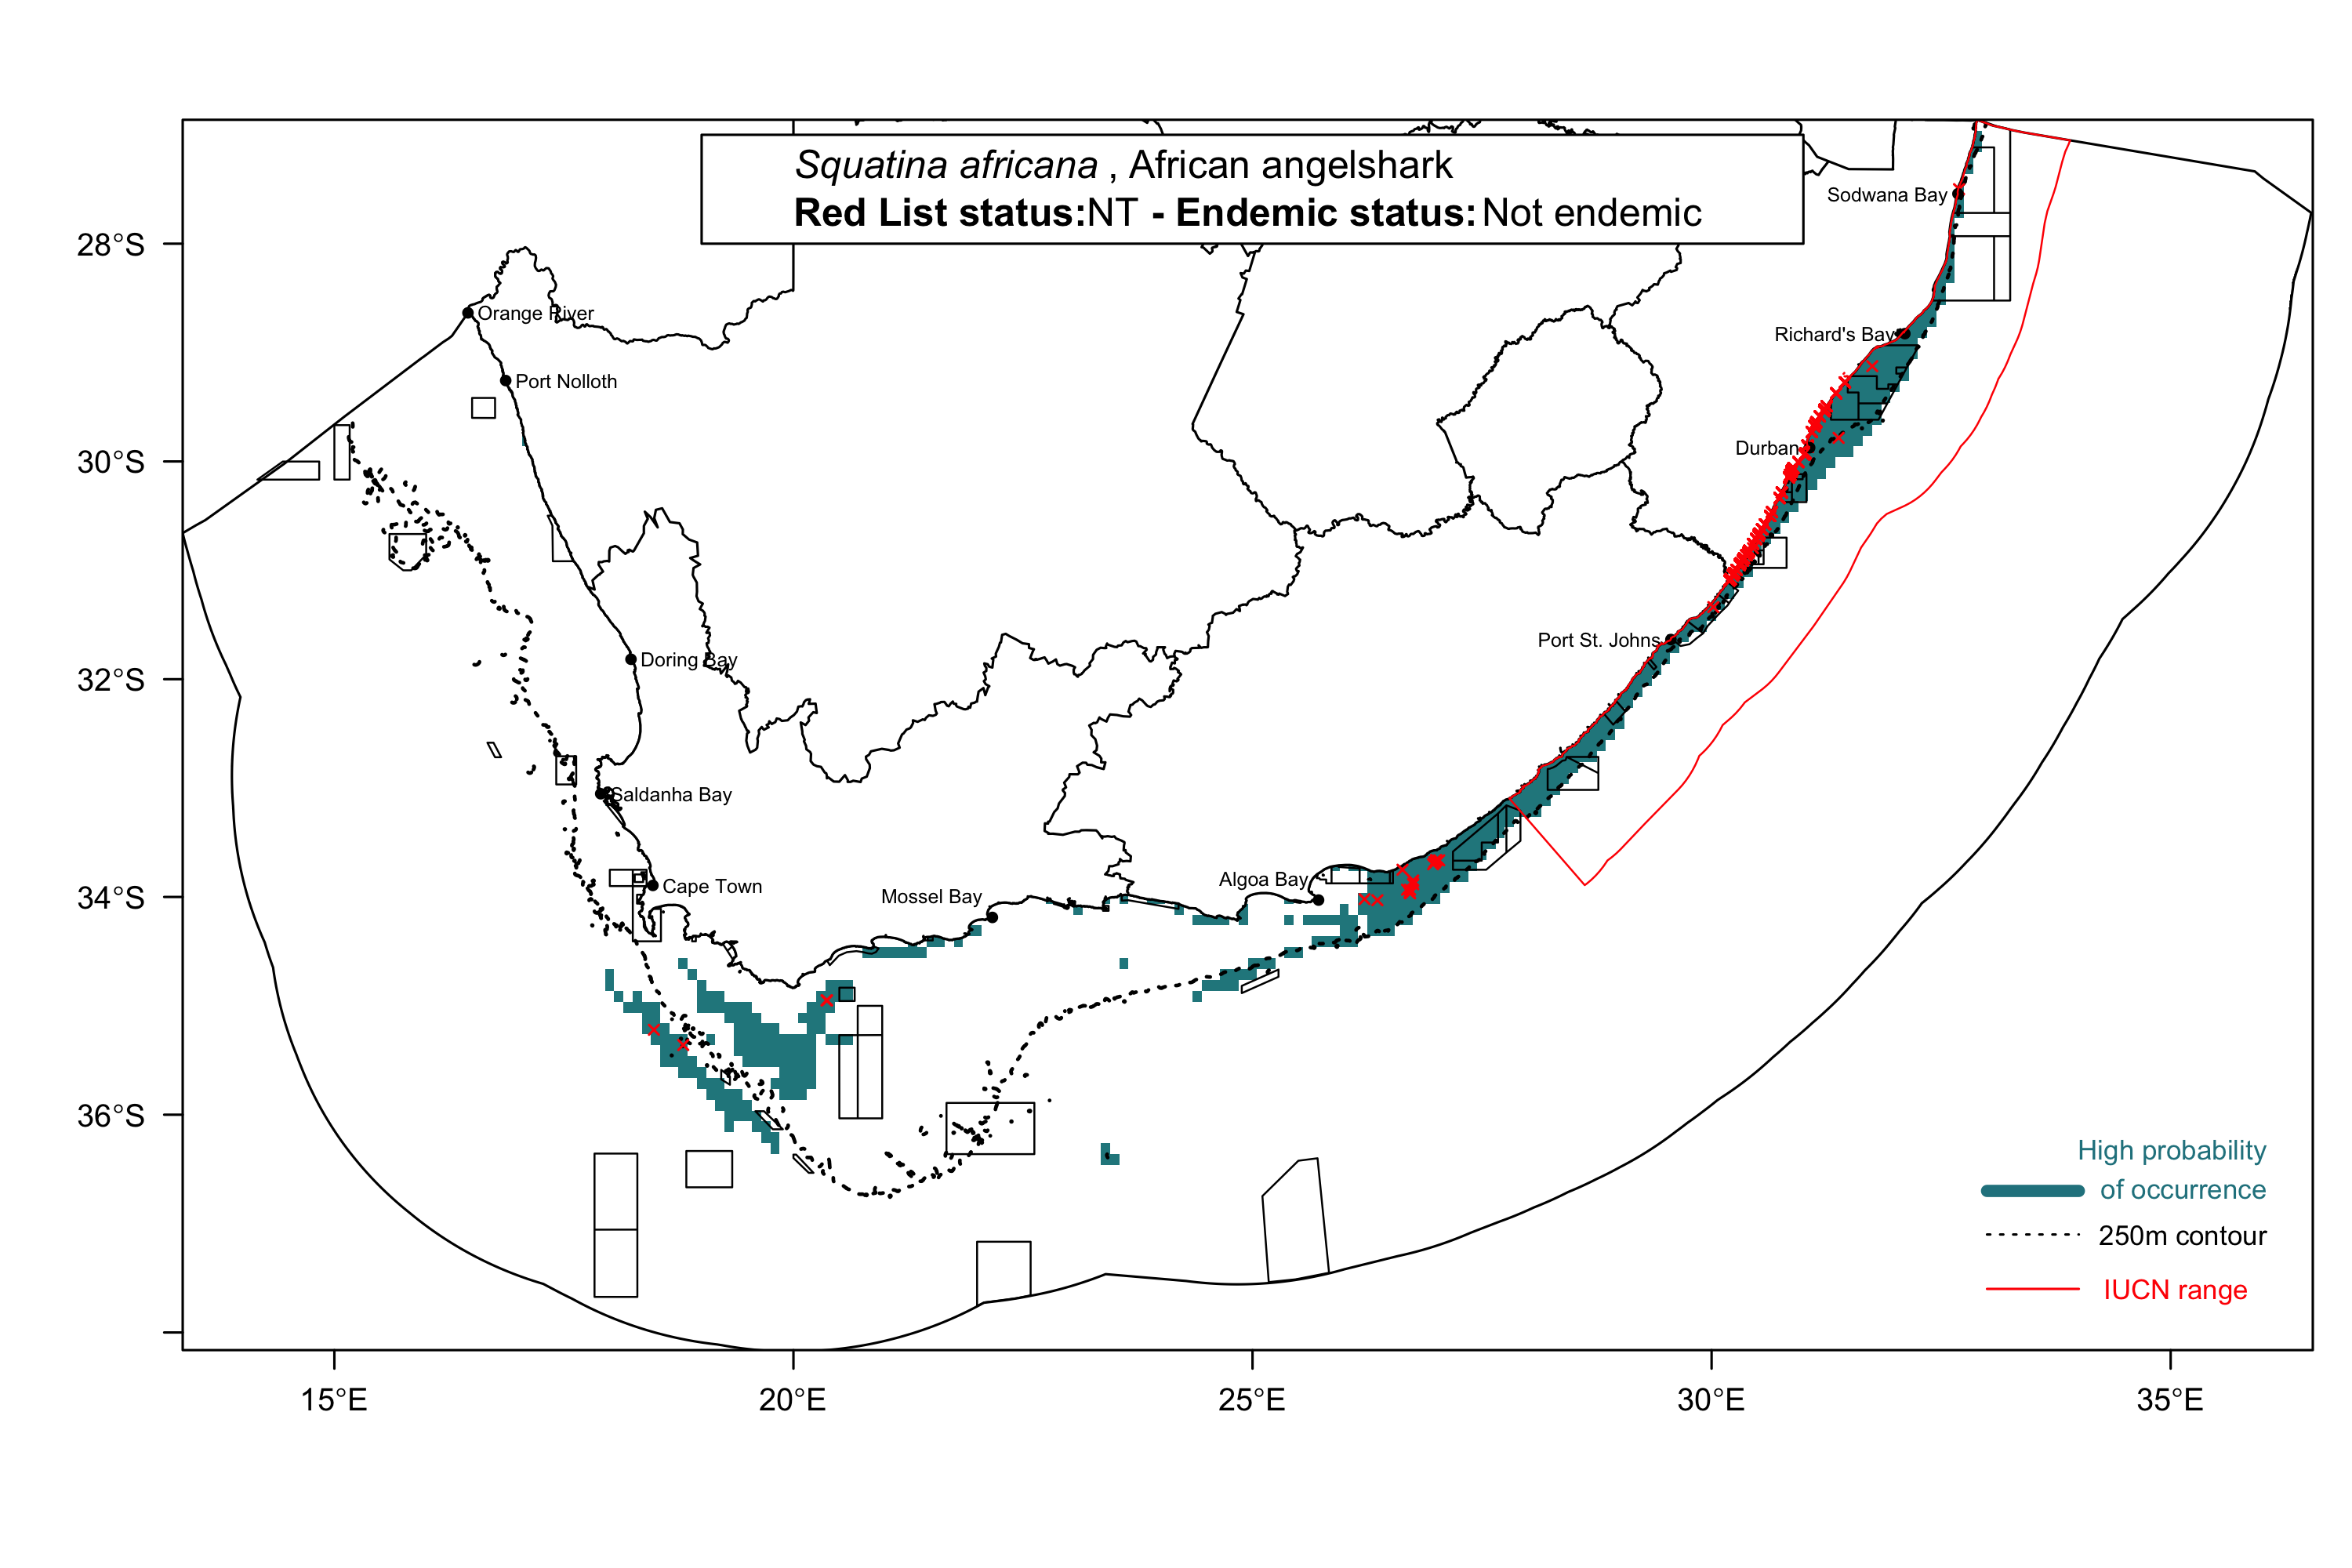 Squatina africana , African angelshark
Red List status:NT - Endemic status: Not endemic
Sodwana Bay
28°S
Orange River
Richard's Bay
Port Nolloth
Durban
30°S
Port St. Johns
Doring Bay
32°S
Saldanha Bay
Algoa Bay
Cape Town
Mossel Bay
34°S
36°S
High probability
of occurrence
250m contour
IUCN range
15°E
20°E
25°E
30°E
35°E